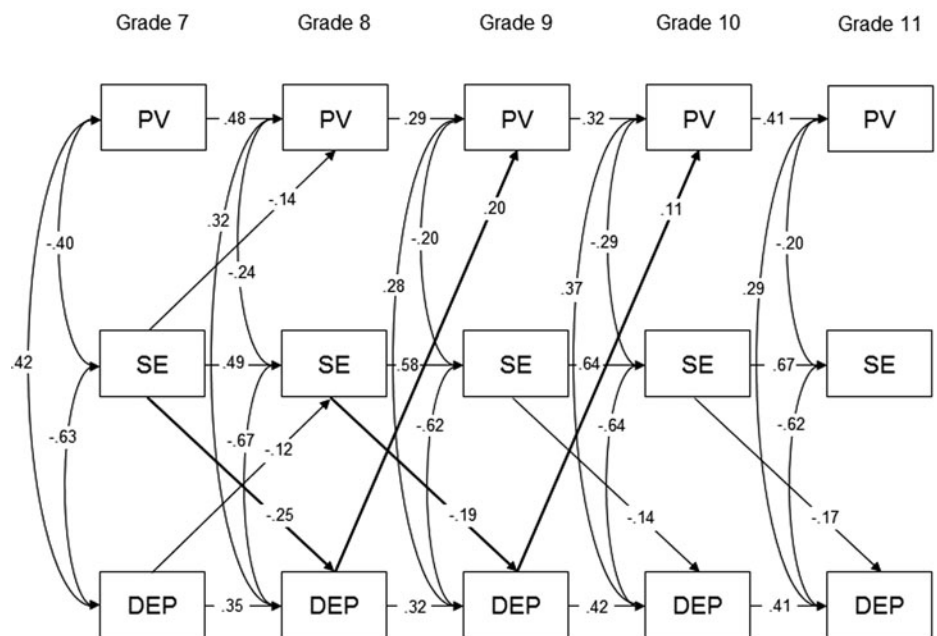 Grade 7 Grade 8 Grade 9 Grade 10 Grade 11
PV .48 PV .29 PV .32 PV .41 PV
-.14
.32 .20 .11
-.40 -.20 -.29 -.20
-.24
.28 .37 .29
.42 SE .49 SE .58 SE .64 SE .67 SE
-.63 -.67 -.12 -.62 -.64 -.62
-.25 -.19 -.14 -.17
DEP .35 DEP .32 DEP .42 DEP .41 DEP